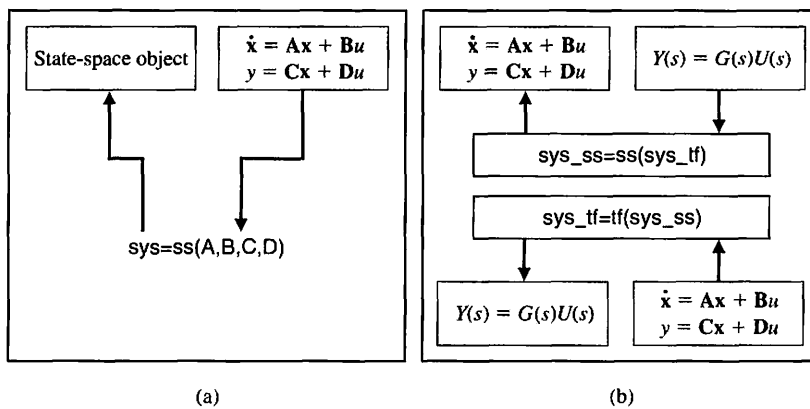 State-space object
ẋ = Ax + Bu
y = Cx + Du
sys=ss(A,B,C,D)
(a)
ẋ = Ax + Bu
y = Cx + Du
Y(s) = G(s)U(s)
sys_ss=ss(sys_tf)
sys_tf=tf(sys_ss)
Y(s) = G(s)U(s)
ẋ = Ax + Bu
y = Cx + Du
(b)